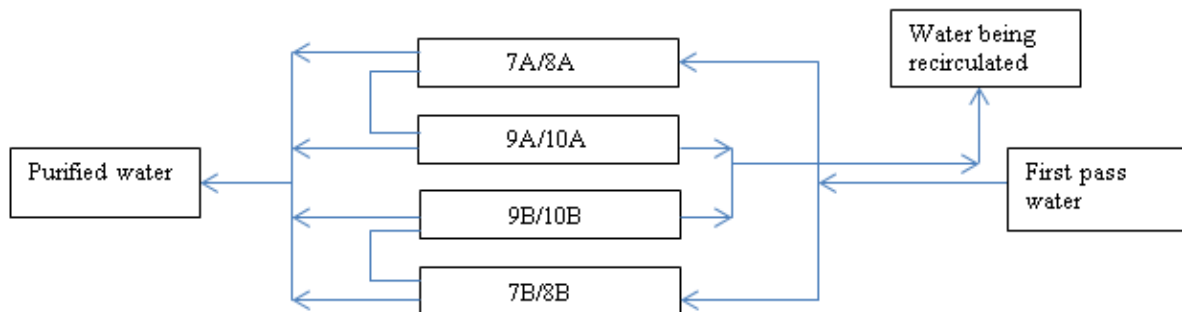 Water being
recirculated
7A/8A
9A/10A
Purified water
First pass
water
9B/10B
7B/8B